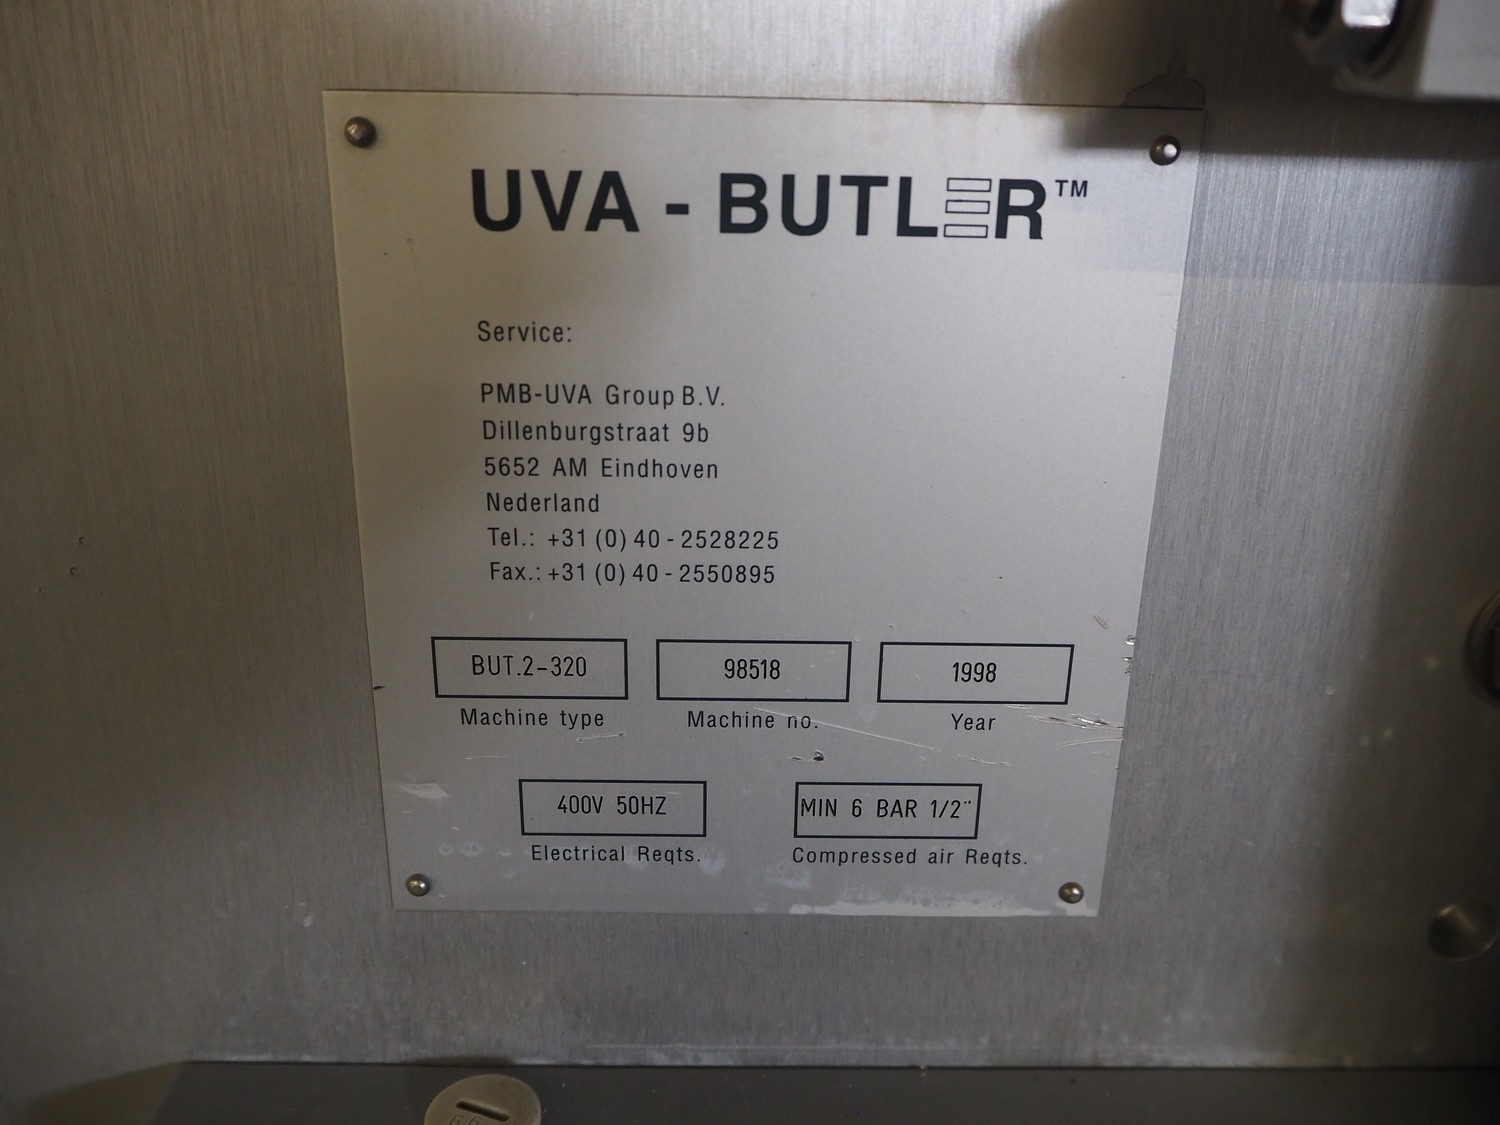 UVA - BUTLER™
Service:
PMB-UVA Group B.V.
Dillenburgstraat 9b
5652 AM Eindhoven
Nederland
Tel.: +31 (0) 40 - 2528225
Fax.: +31 (0) 40 - 2550895
BUT.2-320 98518 1998
Machine type Machine no. Year
400V 50HZ MIN 6 BAR 1/2"
Electrical Reqts. Compressed air Reqts.